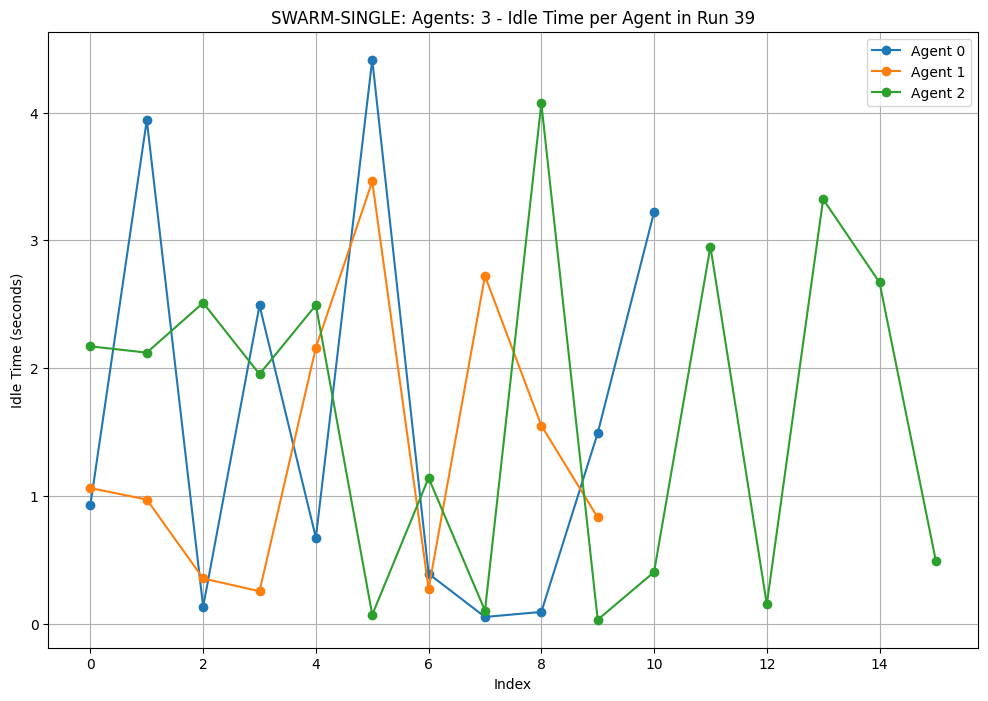 SWARM-SINGLE: Agents: 3 - Idle Time per Agent in Run 39
Agent 0
Agent 1
Agent 2
Idle Time (seconds)
4
3
2
1
0
0 2 4 6 8 10 12 14
Index